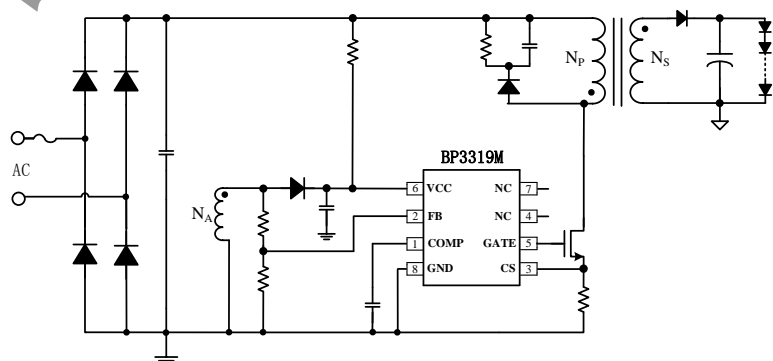 N_P
N_S
BP3319M
AC
6 VCC NC 7
N_A
2 FB NC 4
1 COMP GATE 5
8 GND CS 3